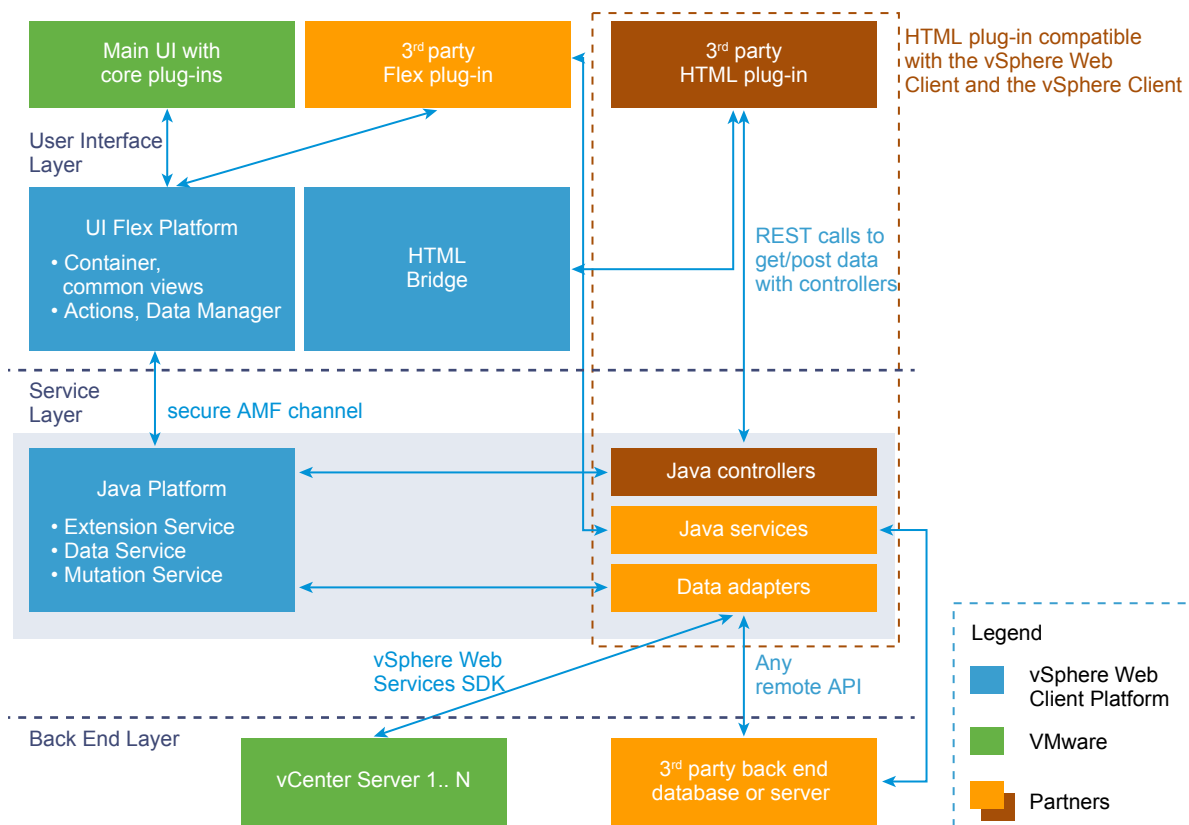 Main UI with
core plug-ins
3rd party
Flex plug-in
3rd party
HTML plug-in
HTML plug-in compatible
with the vSphere Web
Client and the vSphere Client
User Interface
Layer
UI Flex Platform
• Container,
common views
• Actions, Data Manager
HTML
Bridge
REST calls to
get/post data
with controllers
Service
Layer
secure AMF channel
Java Platform
• Extension Service
• Data Service
• Mutation Service
Java controllers
Java services
Data adapters
vSphere Web
Services SDK
Any
remote API
Back End Layer
vCenter Server 1.. N
3rd party back end
database or server
Legend
vSphere Web
Client Platform
VMware
Partners